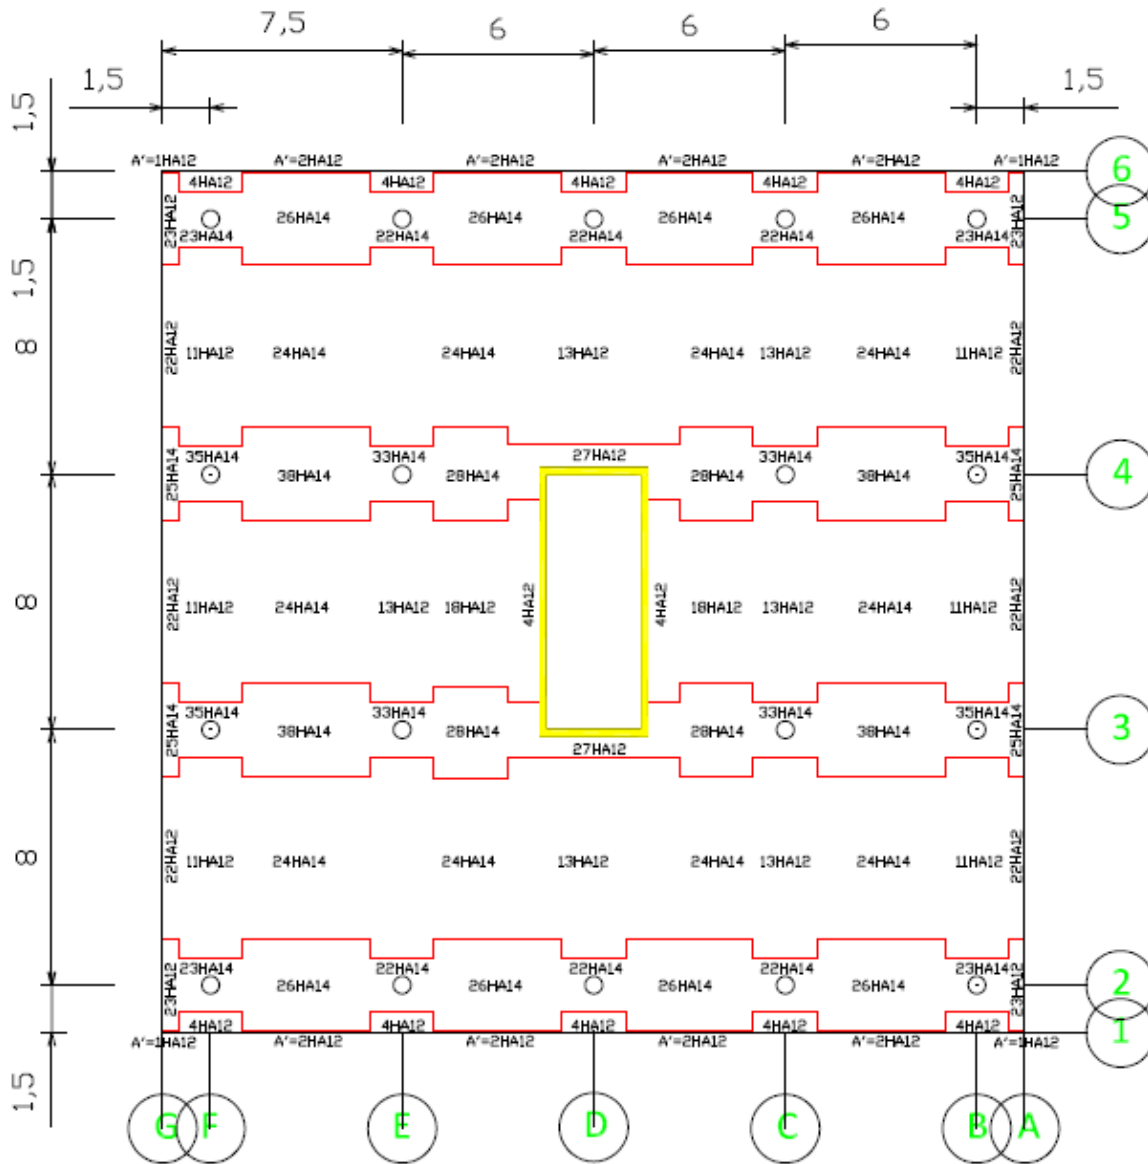 7,5 6 6 6
1,5 1,5
1,5
A'=1HA12 A'=2HA12 A'=2HA12 A'=2HA12 A'=2HA12 A'=1HA12
6
4HA12 4HA12 4HA12 4HA12 4HA12
23HA12 26HA14 26HA14 26HA14 26HA14 23HA12
5
23HA14 22HA14 22HA14 22HA14 23HA14
1,5
8
22HA12 11HA12 24HA14 24HA14 13HA12 24HA14 13HA12 24HA14 11HA12 22HA12
35HA14 33HA14 27HA12 33HA14 35HA14
25HA14 38HA14 28HA14 28HA14 38HA14 25HA14
4
8
22HA12 11HA12 24HA14 13HA12 18HA12 4HA12 4HA12 18HA12 13HA12 24HA14 11HA12 22HA12
35HA14 33HA14 33HA14 35HA14
25HA14 38HA14 28HA14 28HA14 38HA14 25HA14
3
27HA12
8
22HA12 11HA12 24HA14 24HA14 13HA12 24HA14 13HA12 24HA14 11HA12 22HA12
23HA14 22HA14 22HA14 22HA14 23HA14
23HA12 26HA14 26HA14 26HA14 26HA14 23HA12
2
4HA12 4HA12 4HA12 4HA12 4HA12
1
A'=1HA12 A'=2HA12 A'=2HA12 A'=2HA12 A'=2HA12 A'=1HA12
1,5
G F E D C B A